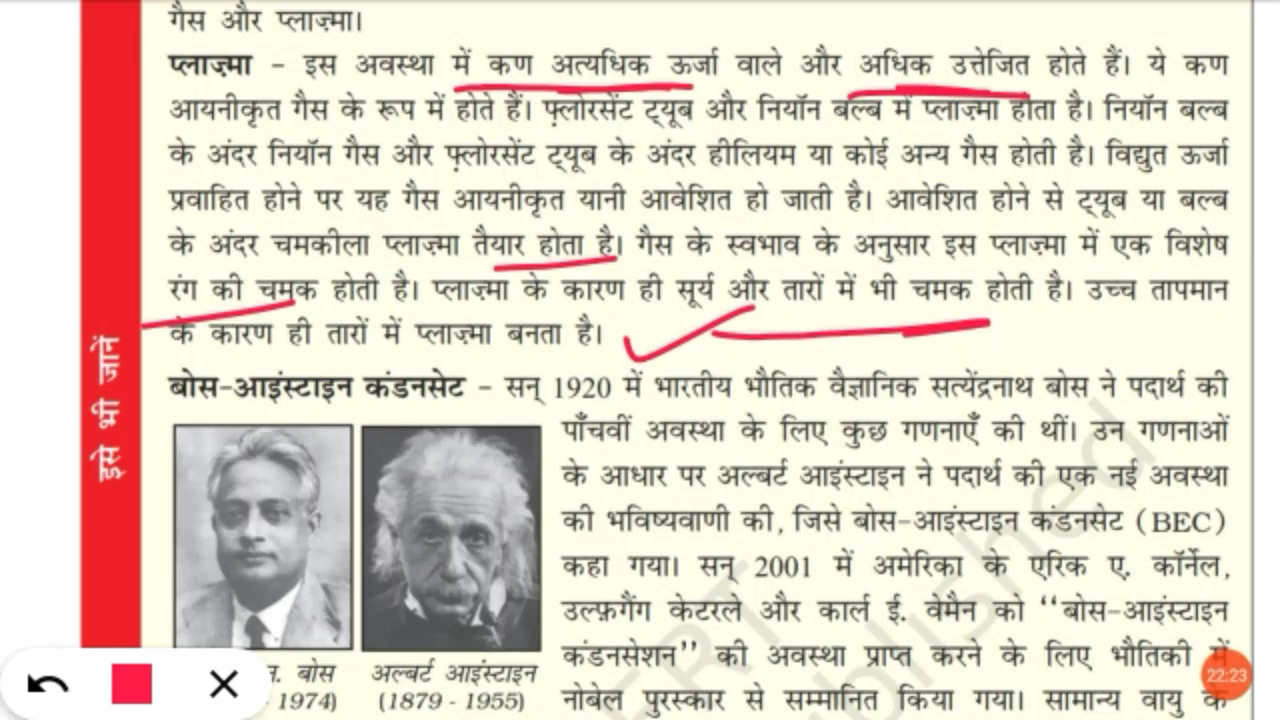 गैस और प्लाज़्मा।
प्लाज़्मा - इस अवस्था में कण अत्यधिक ऊर्जा वाले और अधिक उत्तेजित होते हैं। ये कण
आयनीकृत गैस के रूप में होते हैं। फ़्लोरसेंट ट्यूब और नियॉन बल्ब में प्लाज़्मा होता है। नियॉन बल्ब
के अंदर नियॉन गैस और फ़्लोरसेंट ट्यूब के अंदर हीलियम या कोई अन्य गैस होती है। विद्युत ऊर्जा
प्रवाहित होने पर यह गैस आयनीकृत यानी आवेशित हो जाती है। आवेशित होने से ट्यूब या बल्ब
के अंदर चमकीला प्लाज़्मा तैयार होता है। गैस के स्वभाव के अनुसार इस प्लाज़्मा में एक विशेष
रंग की चमक होती है। प्लाज़्मा के कारण ही सूर्य और तारों में भी चमक होती है। उच्च तापमान
के कारण ही तारों में प्लाज़्मा बनता है।
इसे भी जानें
बोस-आइंस्टाइन कंडनसेट - सन् 1920 में भारतीय भौतिक वैज्ञानिक सत्येंद्रनाथ बोस ने पदार्थ की
पाँचवीं अवस्था के लिए कुछ गणनाएँ की थीं। उन गणनाओं
के आधार पर अल्बर्ट आइंस्टाइन ने पदार्थ की एक नई अवस्था
की भविष्यवाणी की, जिसे बोस-आइंस्टाइन कंडनसेट (BEC)
कहा गया। सन् 2001 में अमेरिका के एरिक ए. कॉर्नेल,
उल्फ़गैंग केटरले और कार्ल ई. वेमैन को “बोस-आइंस्टाइन
कंडनसेशन” की अवस्था प्राप्त करने के लिए भौतिकी में
नोबेल पुरस्कार से सम्मानित किया गया। सामान्य वायु के
न. बोस
- 1974)
अल्बर्ट आइंस्टाइन
(1879 - 1955)
22:23